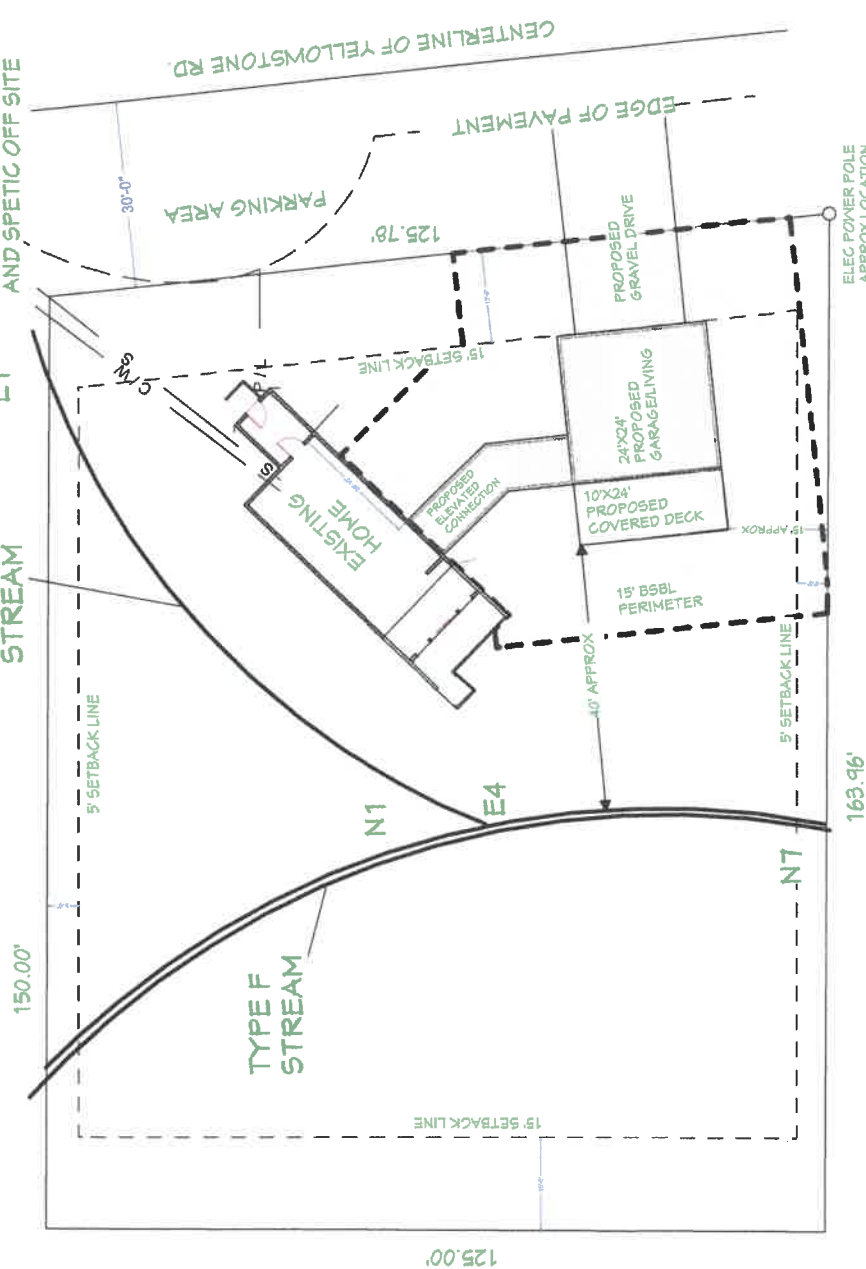 AND SPETIC OFF SITE
STREAM
CENTERLINE OF YELLOWSTONE RD.
30'-0"
EDGE OF PAVEMENT
PARKING AREA
125.78'
150.00'
5' SETBACK LINE
C/W
15' SETBACK LINE
EXISTING
HOME
PROPOSED
ELEVATED
CONNECTION
PROPOSED
GRAVEL DRIVE
24'X24'
PROPOSED
GARAGE/LIVING
10'X24'
PROPOSED
COVERED DECK
15' APPROX
15' BSBL
PERIMETER
40' APPROX
5' SETBACK LINE
N1
E4
N7
TYPE F
STREAM
15' SETBACK LINE
125.00'
163.96'
ELEC POWER POLE
APPROX LOCATION